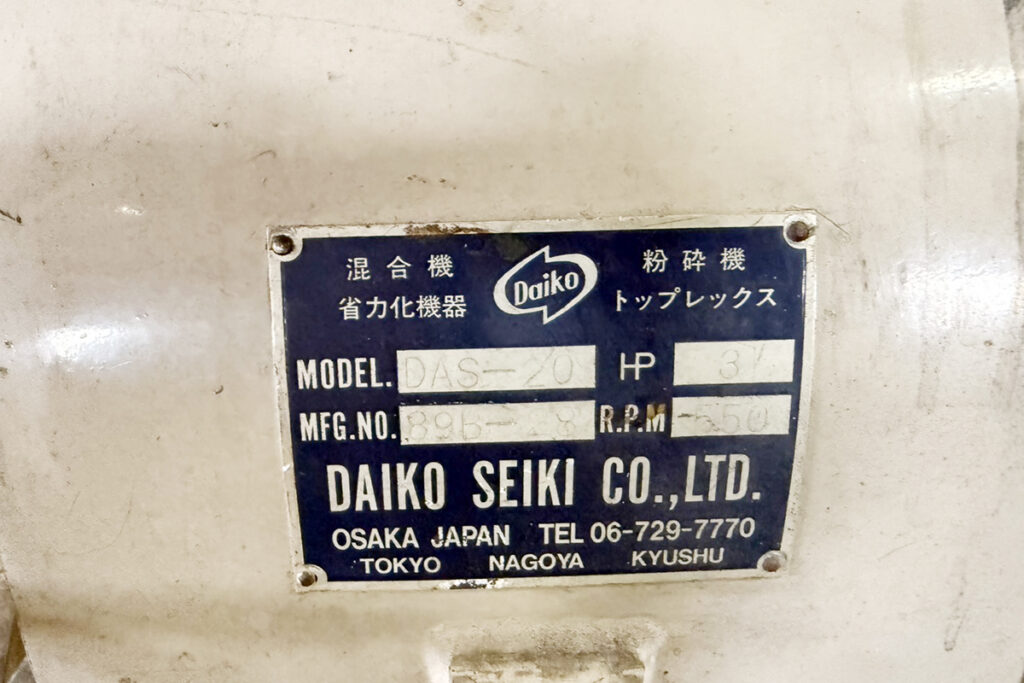 混合機 Daiko 粉砕機
省力化機器 トップレックス
MODEL. DAS-20 HP
MFG.NO. R.P.M
DAIKO SEIKI CO.,LTD.
OSAKA JAPAN TEL 06-729-7770
TOKYO NAGOYA KYUSHU